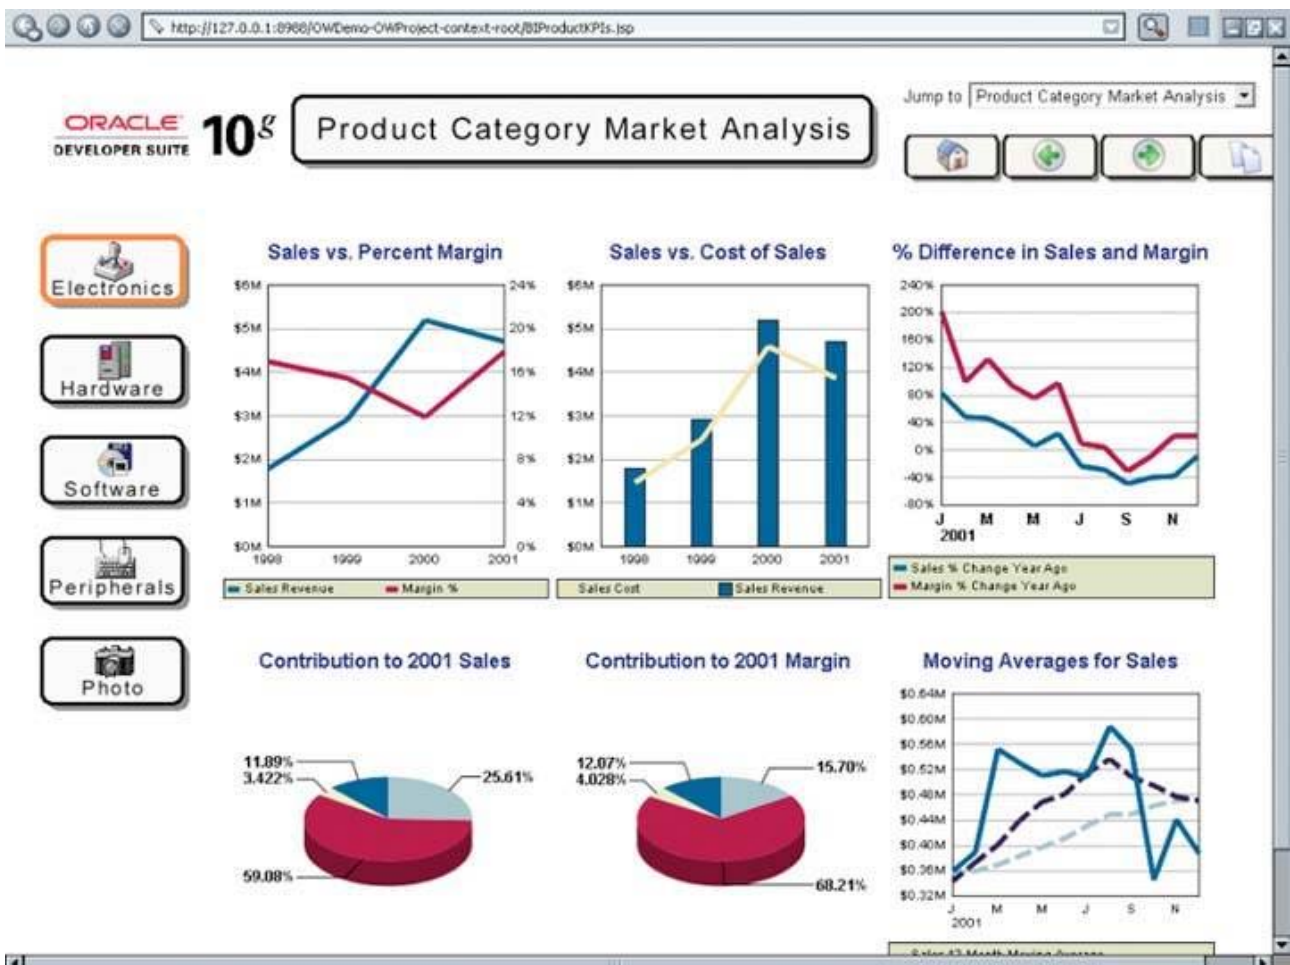 http://127.0.0.1:8988/OWDemo-OWProject-context-root/BIProductKPIs.jsp
Jump to Product Category Market Analysis
ORACLE
DEVELOPER SUITE
10g
Product Category Market Analysis
Electronics
Hardware
Software
Peripherals
Photo
Sales vs. Percent Margin
$6M
$5M
$4M
$3M
$2M
$1M
$0M
24%
20%
16%
12%
8%
4%
0%
1998 1999 2000 2001
Sales Revenue Margin %
Sales vs. Cost of Sales
$6M
$5M
$4M
$3M
$2M
$1M
$0M
1998 1999 2000 2001
Sales Cost Sales Revenue
% Difference in Sales and Margin
240%
200%
160%
120%
80%
40%
0%
-40%
-80%
J M M J S N
2001
Sales % Change Year Ago
Margin % Change Year Ago
Contribution to 2001 Sales
11.89%
3.422%
25.61%
59.08%
Contribution to 2001 Margin
12.07%
4.028%
15.70%
68.21%
Moving Averages for Sales
$0.64M
$0.60M
$0.56M
$0.52M
$0.48M
$0.44M
$0.40M
$0.36M
$0.32M
J M M J S N
2001
Sales 12 Month Moving Average